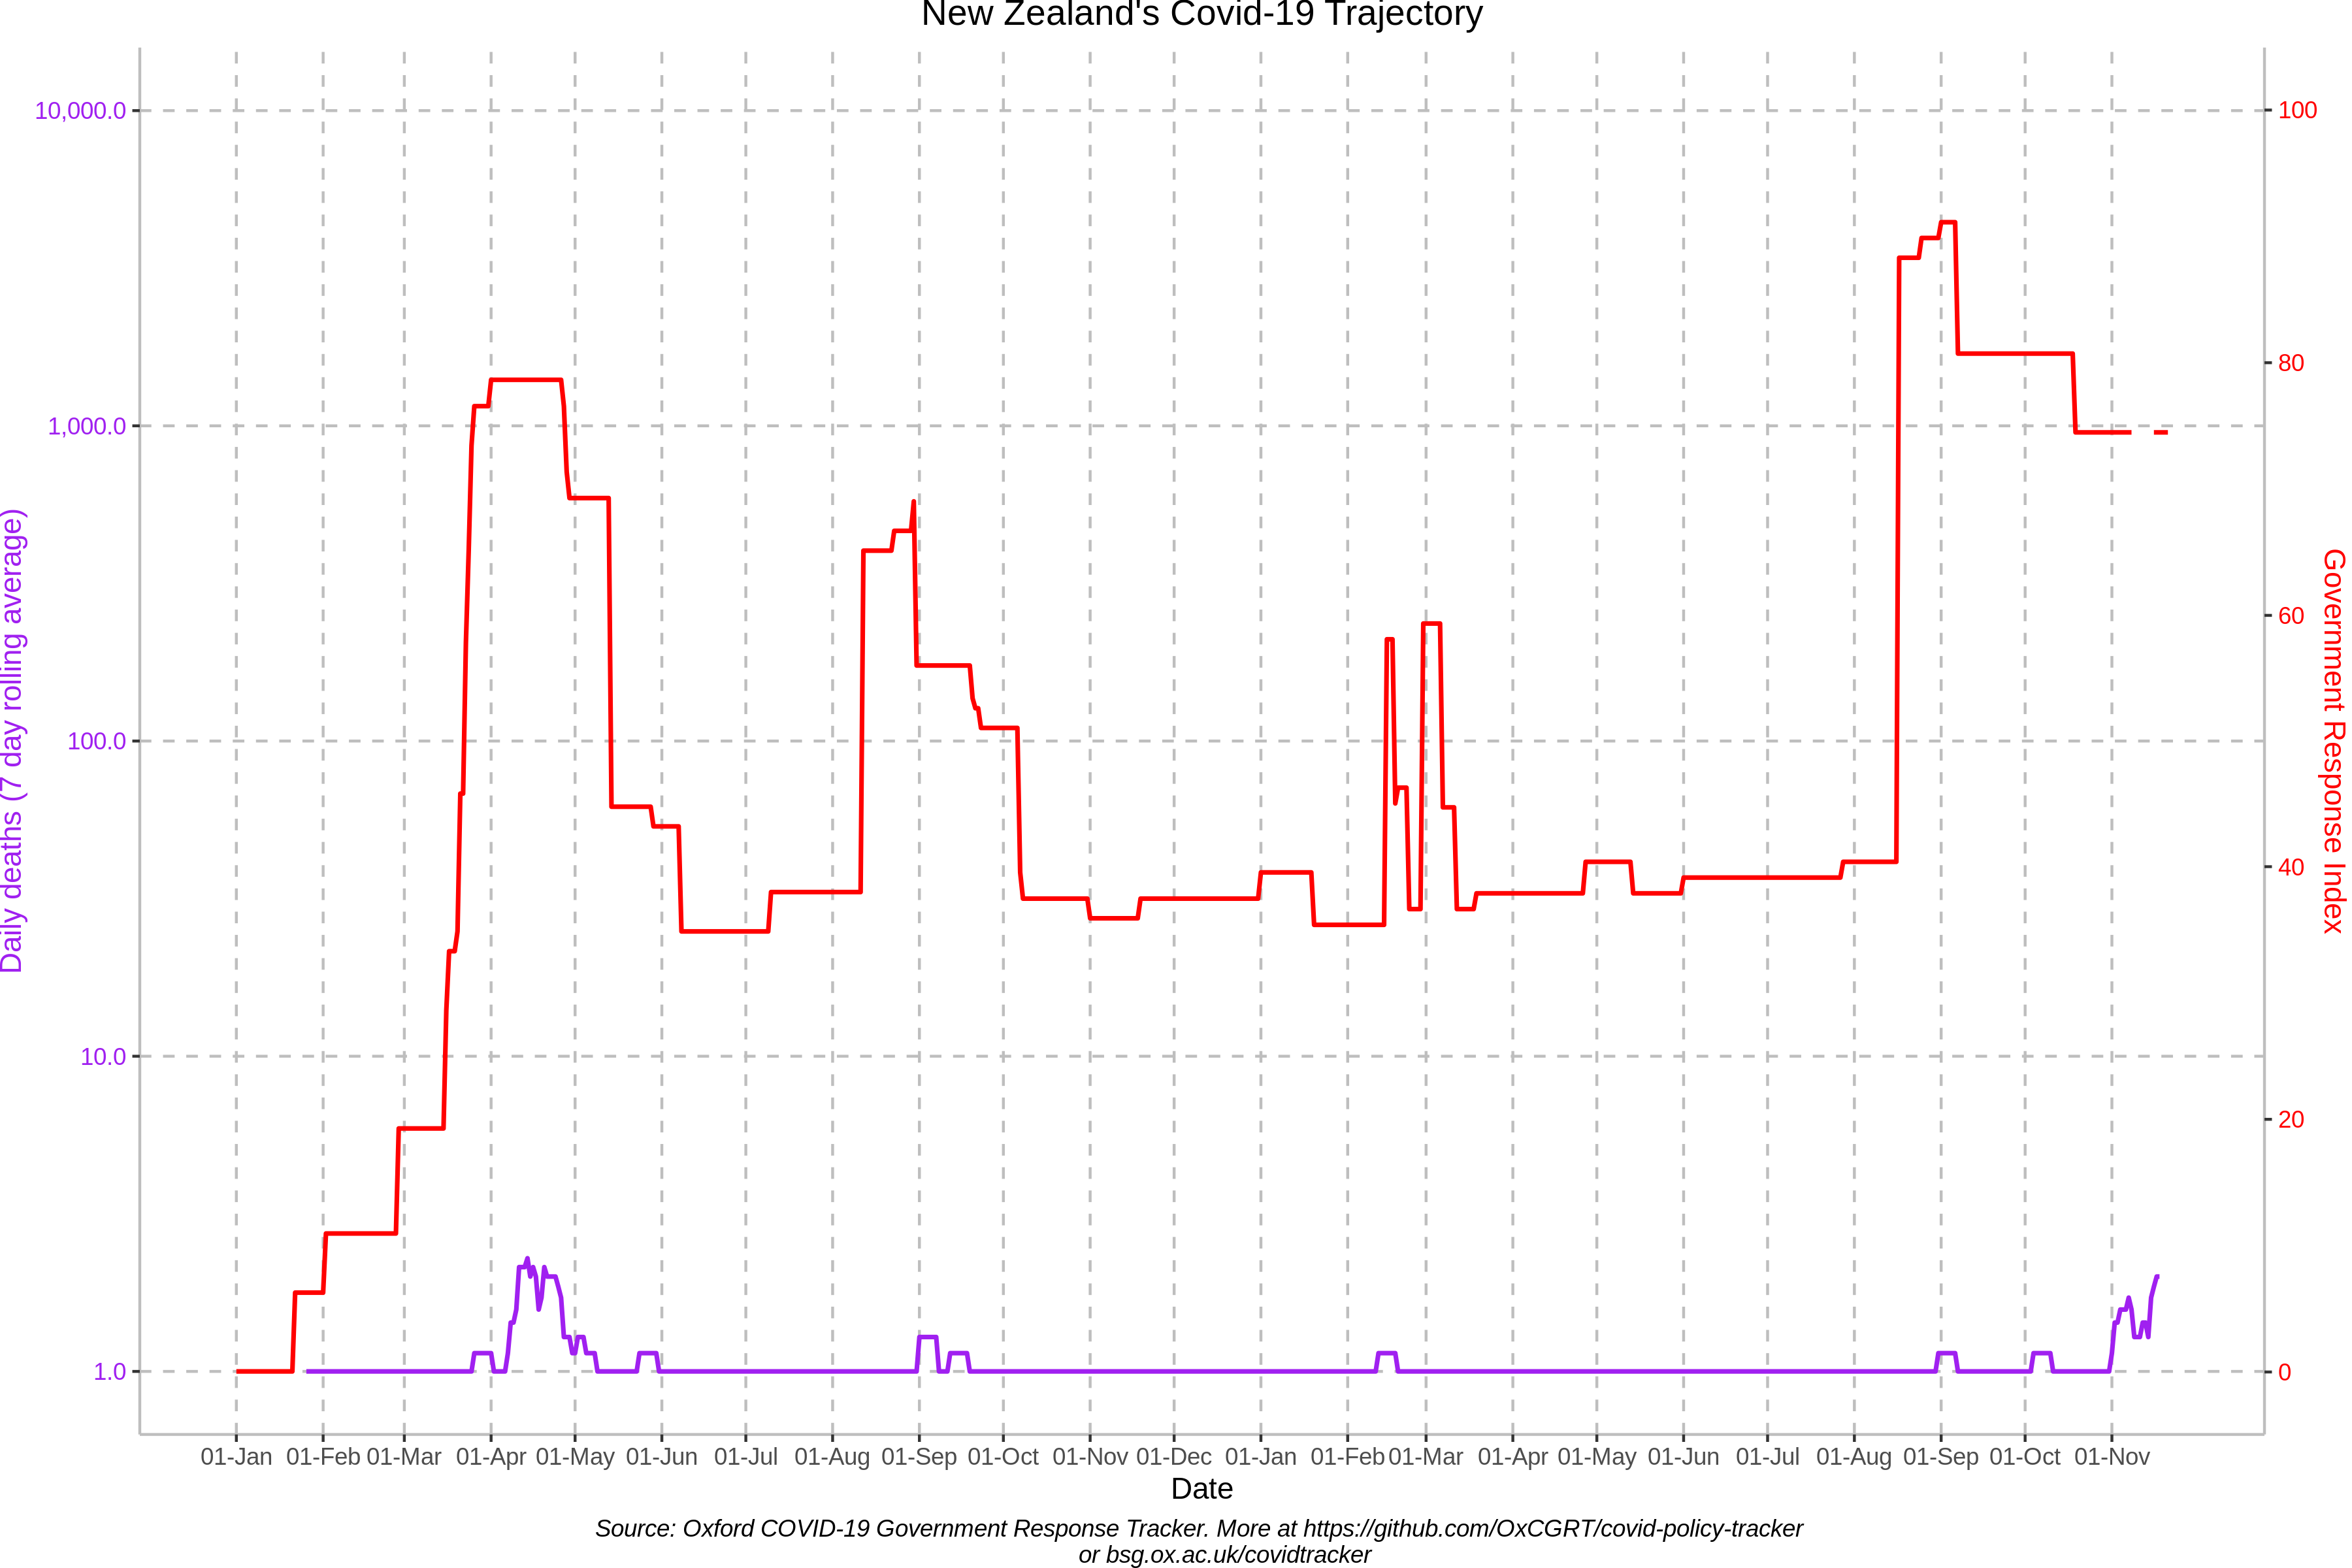 New Zealand's Covid-19 Trajectory
10,000.0
1,000.0
100.0
10.0
1.0
Daily deaths (7 day rolling average)
100
80
60
40
20
0
Government Response Index
01-Jan 01-Feb 01-Mar 01-Apr 01-May 01-Jun 01-Jul 01-Aug 01-Sep 01-Oct 01-Nov 01-Dec 01-Jan 01-Feb 01-Mar 01-Apr 01-May 01-Jun 01-Jul 01-Aug 01-Sep 01-Oct 01-Nov
Date
Source: Oxford COVID-19 Government Response Tracker. More at https://github.com/OxCGRT/covid-policy-tracker
or bsg.ox.ac.uk/covidtracker